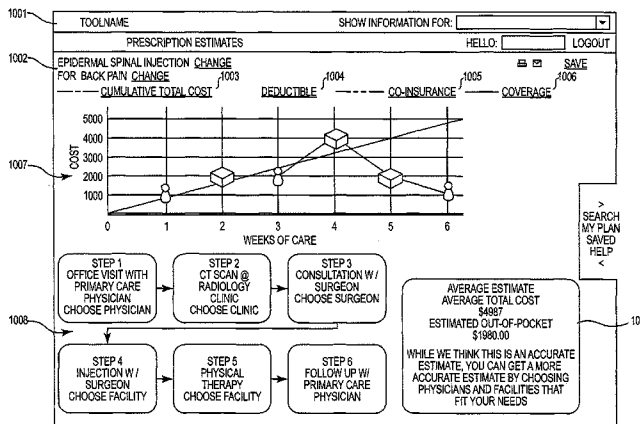 1001
TOOLNAME
SHOW INFORMATION FOR:
PRESCRIPTION ESTIMATES
HELLO:
LOGOUT
1002
EPIDERMAL SPINAL INJECTION CHANGE
SAVE
FOR BACK PAIN CHANGE
1003
1004
1005
1006
CUMULATIVE TOTAL COST
DEDUCTIBLE
CO-INSURANCE
COVERAGE
1007
COST
5000
4000
3000
2000
1000
0 1 2 3 4 5 6
WEEKS OF CARE
>
SEARCH
MY PLAN
SAVED
HELP
<
1008
STEP 1
OFFICE VISIT WITH
PRIMARY CARE
PHYSICIAN
CHOOSE PHYSICIAN
STEP 2
CT SCAN @
RADIOLOGY
CLINIC
CHOOSE CLINIC
STEP 3
CONSULTATION W/
SURGEON
CHOOSE SURGEON
STEP 4
INJECTION W/
SURGEON
CHOOSE FACILITY
STEP 5
PHYSICAL
THERAPY
CHOOSE FACILITY
STEP 6
FOLLOW UP W/
PRIMARY CARE
PHYSICIAN
AVERAGE ESTIMATE
AVERAGE TOTAL COST
$4987
ESTIMATED OUT-OF-POCKET
$1980.00
WHILE WE THINK THIS IS AN ACCURATE
ESTIMATE, YOU CAN GET A MORE
ACCURATE ESTIMATE BY CHOOSING
PHYSICIANS AND FACILITIES THAT
FIT YOUR NEEDS